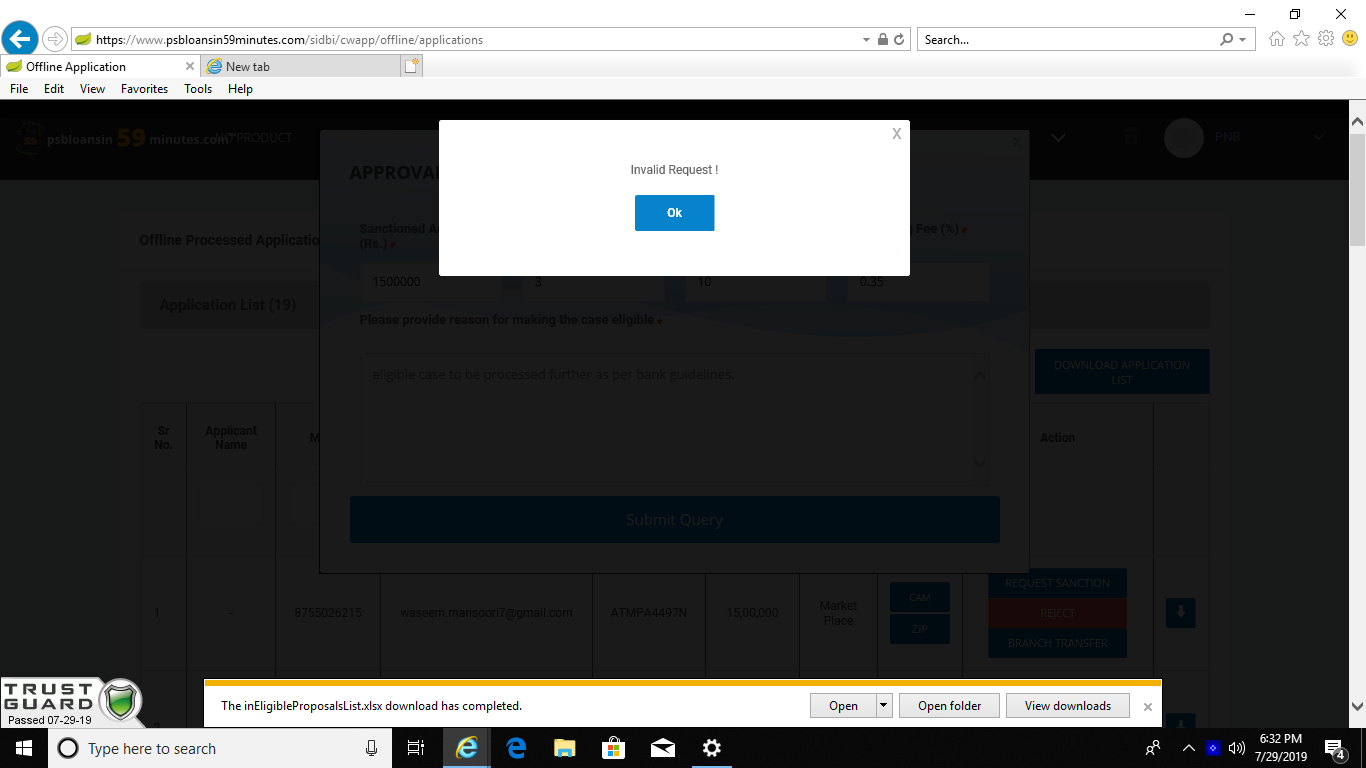 https://www.psbloansin59minutes.com/sidbi/cwapp/offline/applications
Search...
Offline Application
New tab
File Edit View Favorites Tools Help
psbloansin 59 minutes.com
PRODUCT
PNB
X
Invalid Request !
Ok
X
APPROVAL
Offline Processed Applicatio
Sanctioned A
(Rs.)*
Fee (%)*
1500000
3
10
0.35
Application List (19)
Please provide reason for making the case eligible*
eligible case to be processed further as per bank guidelines.
DOWNLOAD APPLICATION
LIST
Sr
No.
Applicant
Name
M
Action
Submit Query
1
-
8755026215
waseem.mansoori7@gmail.com
ATMPA4497N
15,00,000
Market
Place
CAM
ZIP
REQUEST SANCTION
REJECT
BRANCH TRANSFER
TRUST
GUARD
Passed 07-29-19
The inEligibleProposalsList.xlsx download has completed.
Open
Open folder
View downloads
Type here to search
6:32 PM
7/29/2019
4